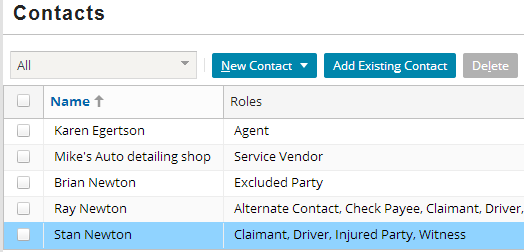 Contacts
All New Contact Add Existing Contact Delete
Name Roles
Karen Egertson Agent
Mike's Auto detailing shop Service Vendor
Brian Newton Excluded Party
Ray Newton Alternate Contact, Check Payee, Claimant, Driver,
Stan Newton Claimant, Driver, Injured Party, Witness